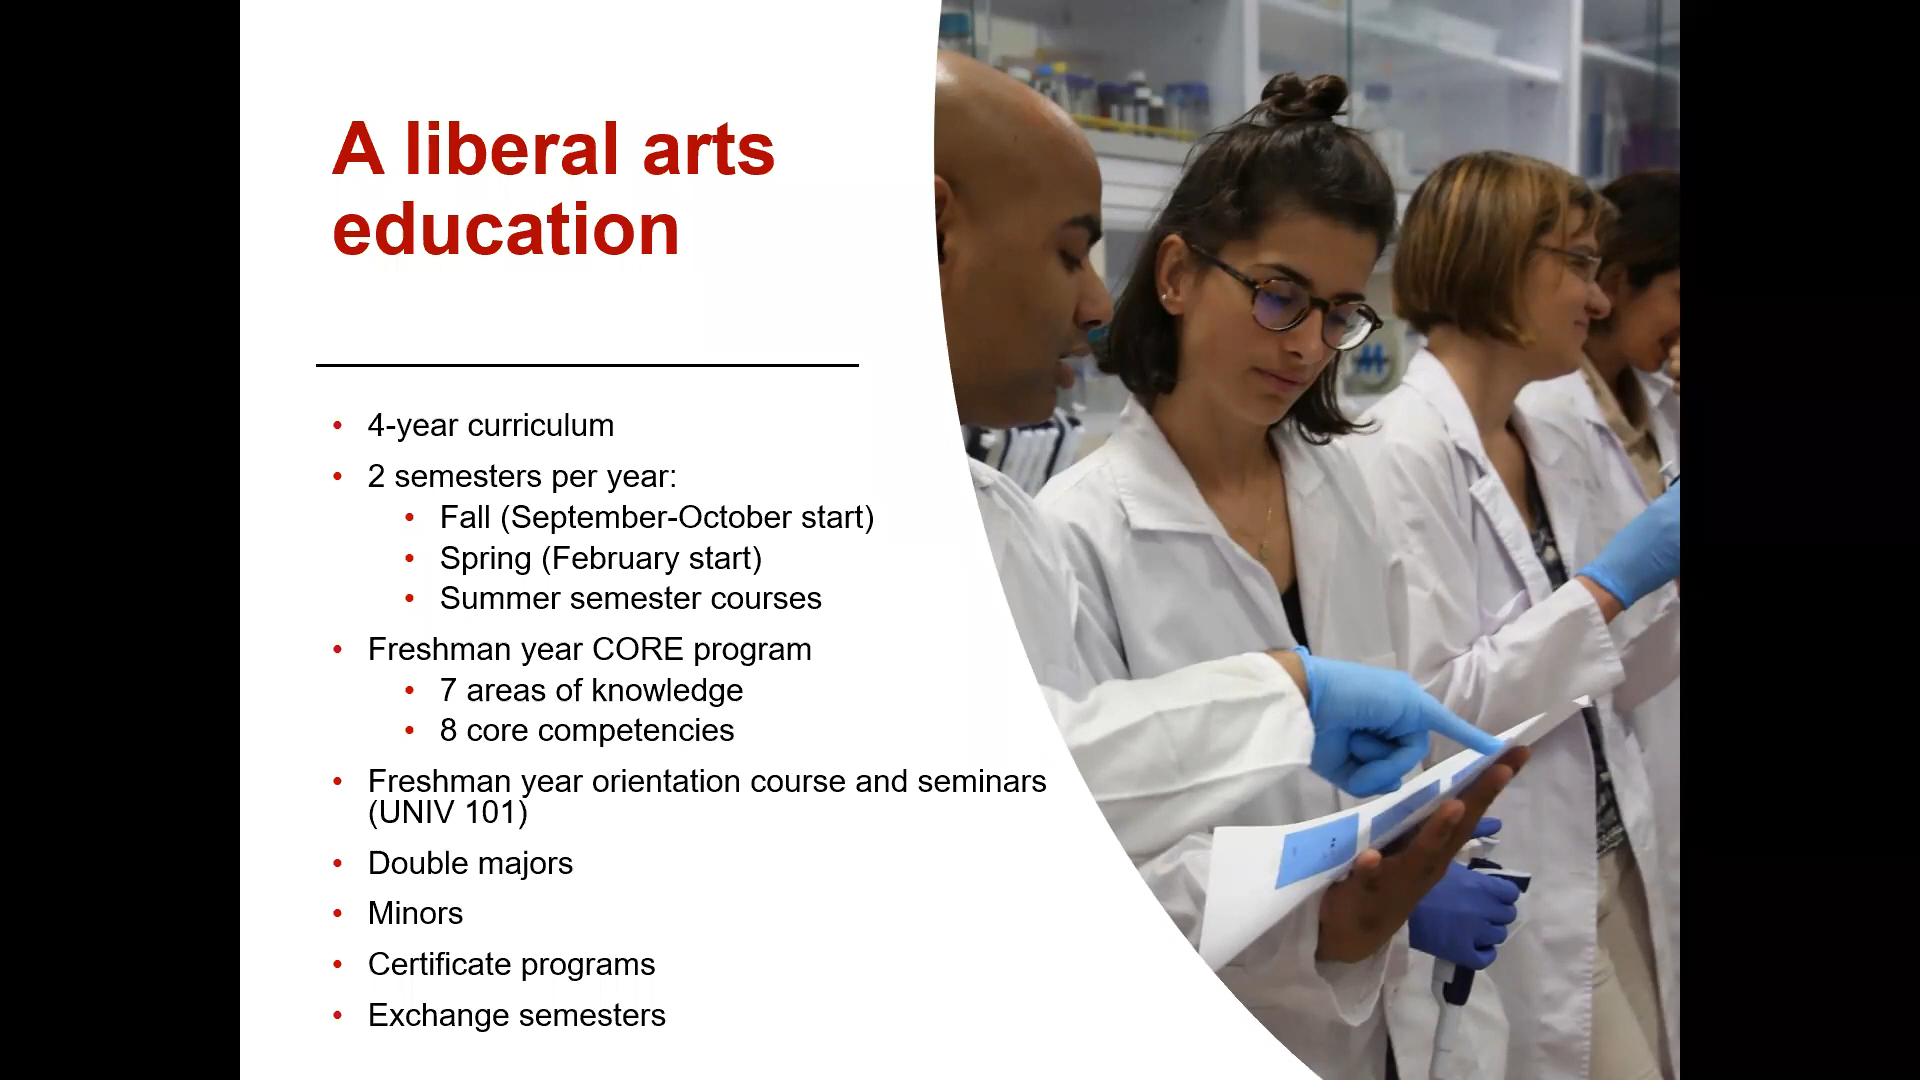 A liberal arts
education
• 4-year curriculum
• 2 semesters per year:
• Fall (September-October start)
• Spring (February start)
• Summer semester courses
• Freshman year CORE program
• 7 areas of knowledge
• 8 core competencies
• Freshman year orientation course and seminars
(UNIV 101)
• Double majors
• Minors
• Certificate programs
• Exchange semesters